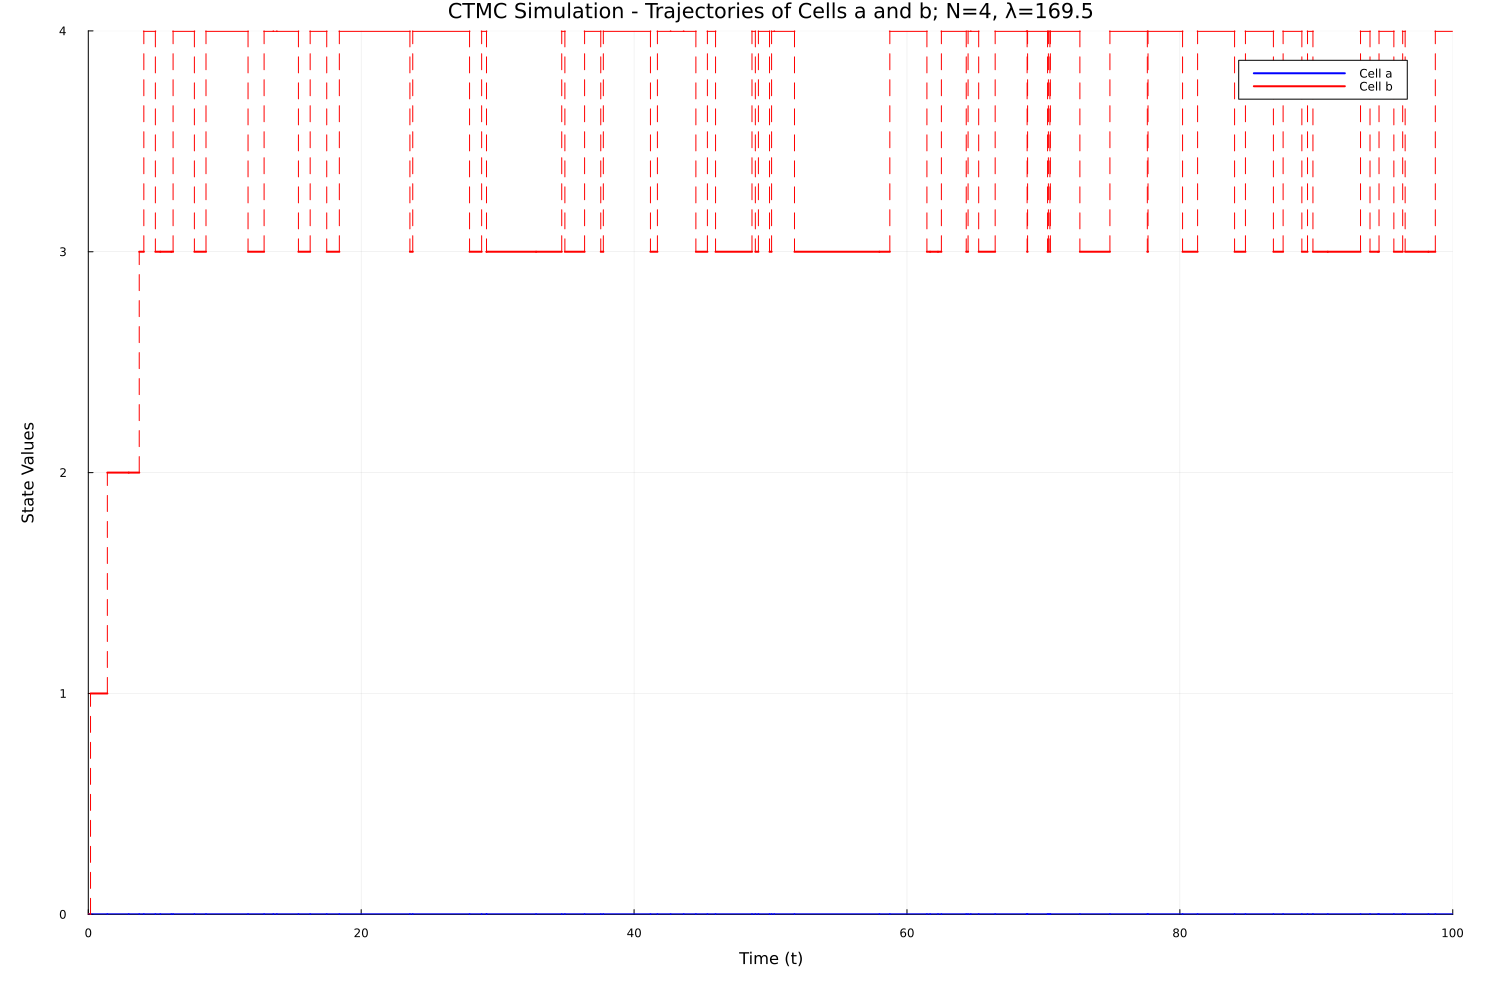 CTMC Simulation - Trajectories of Cells a and b; N=4, λ=169.5
4
Cell a
Cell b
3
State Values
2
1
0
0 20 40 60 80 100
Time (t)